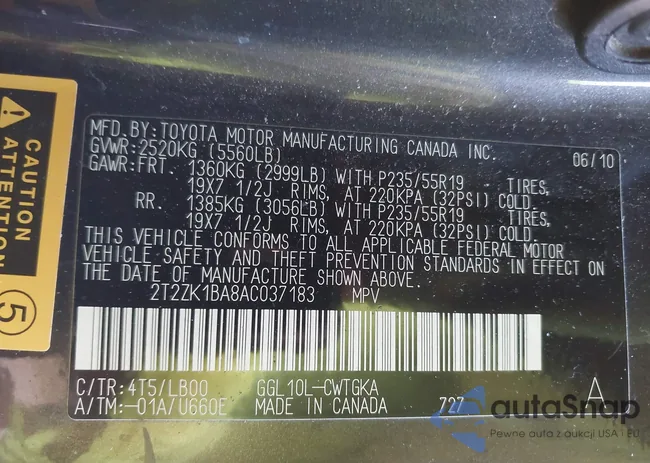 MFD. BY: TOYOTA MOTOR MANUFACTURING CANADA INC. 06/10
GVWR: 2520KG (5560LB)
GAWR: FRT. 1360KG (2999LB) WITH P235/55R19 TIRES,
19X7 1/2J RIMS, AT 220KPA (32PSI) COLD.
RR. 1385KG (3056LB) WITH P235/55R19 TIRES,
19X7 1/2J RIMS, AT 220KPA (32PSI) COLD.
THIS VEHICLE CONFORMS TO ALL APPLICABLE FEDERAL MOTOR
VEHICLE SAFETY AND THEFT PREVENTION STANDARDS IN EFFECT ON
THE DATE OF MANUFACTURE SHOWN ABOVE.
2T2ZK1BA8AC037183 MPV
C/TR: 4T5/LB00 GGL10L-CWTGKA
A/TM: -01A/U660E MADE IN CANADA 727 A
CAUTION
ATTENTION
5
autoSnap
Pewne auta z aukcji USA i EU